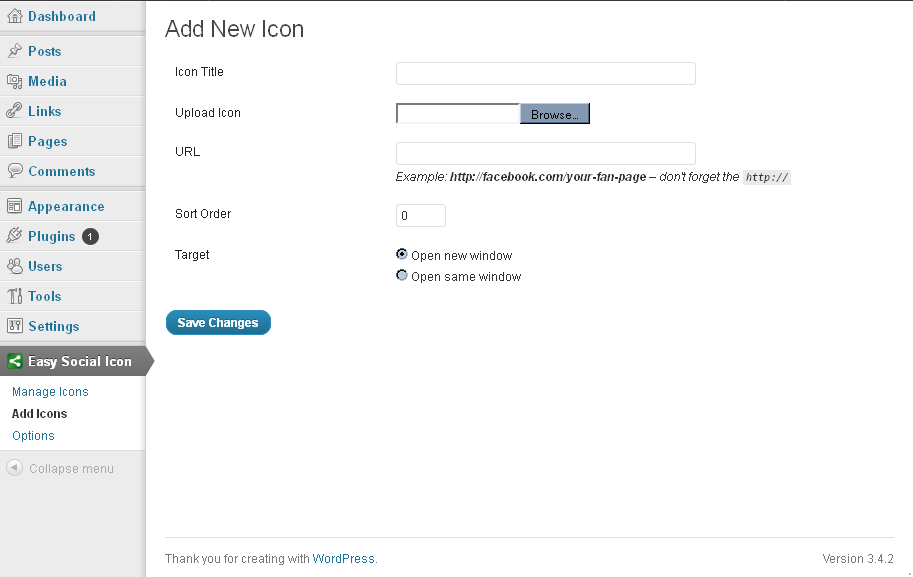 Dashboard
Posts
Media
Links
Pages
Comments
Appearance
Plugins 1
Users
Tools
Settings
Easy Social Icon
Manage Icons
Add Icons
Options
Collapse menu
Add New Icon
Icon Title
Upload Icon
Browse...
URL
Example: http://facebook.com/your-fan-page – don't forget the http://
Sort Order
0
Target
Open new window
Open same window
Save Changes
Thank you for creating with WordPress.
Version 3.4.2